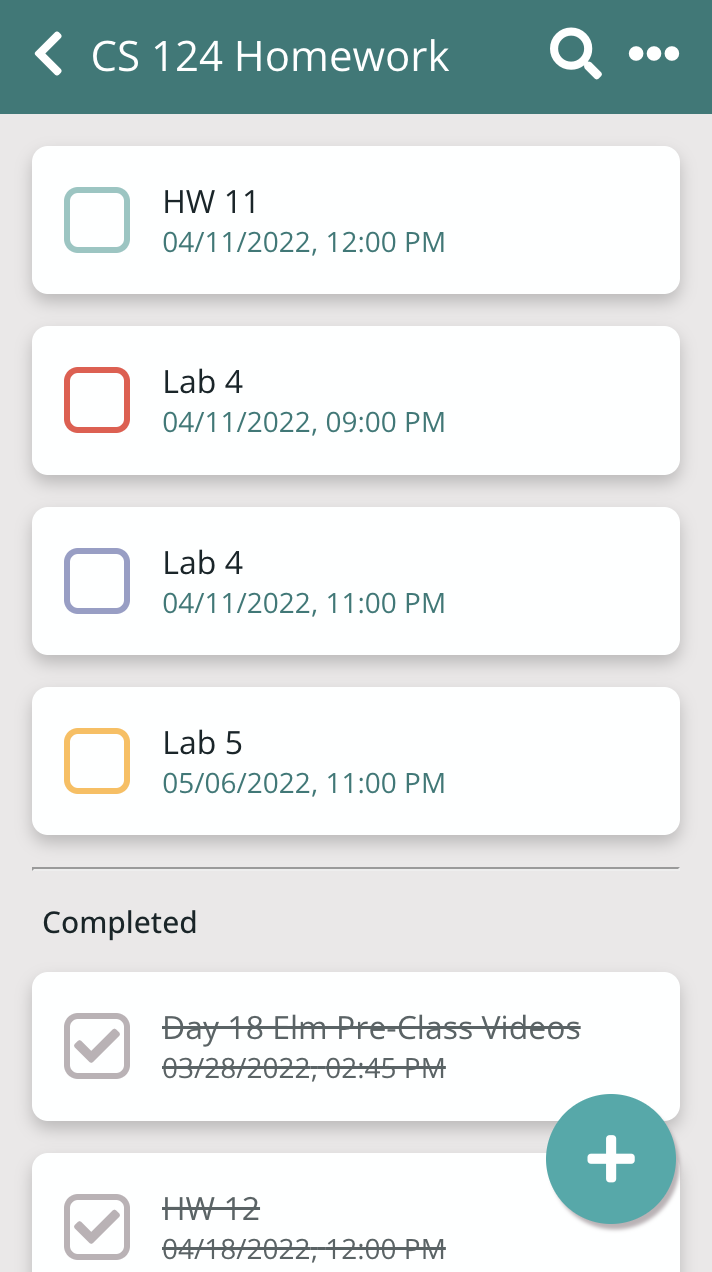 CS 124 Homework
HW 11
04/11/2022, 12:00 PM
Lab 4
04/11/2022, 09:00 PM
Lab 4
04/11/2022, 11:00 PM
Lab 5
05/06/2022, 11:00 PM
Completed
Day 18 Elm Pre-Class Videos
03/28/2022, 02:45 PM
HW 12
04/18/2022, 12:00 PM